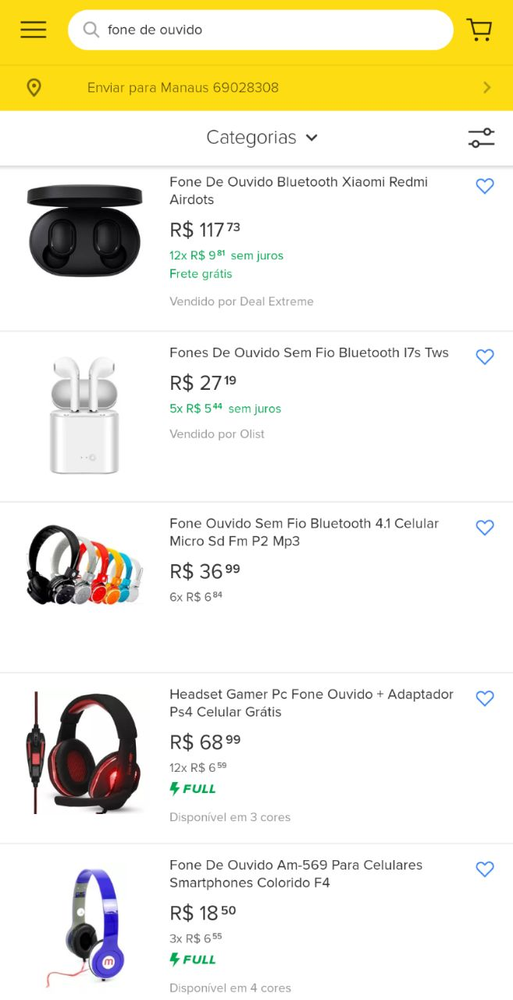 fone de ouvido
Enviar para Manaus 69028308
Categorias
Fone De Ouvido Bluetooth Xiaomi Redmi
Airdots
R$ 117 73
12x R$ 9 81 sem juros
Frete grátis
Vendido por Deal Extreme
Fones De Ouvido Sem Fio Bluetooth I7s Tws
R$ 27 19
5x R$ 5 44 sem juros
Vendido por Olist
Fone Ouvido Sem Fio Bluetooth 4.1 Celular
Micro Sd Fm P2 Mp3
R$ 36 99
6x R$ 6 84
Headset Gamer Pc Fone Ouvido + Adaptador
Ps4 Celular Grátis
R$ 68 99
12x R$ 6 59
FULL
Disponível em 3 cores
Fone De Ouvido Am-569 Para Celulares
Smartphones Colorido F4
R$ 18 50
3x R$ 6 55
FULL
Disponível em 4 cores
m